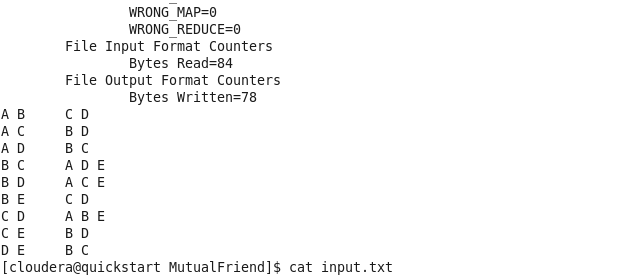 WRONG_MAP=0
WRONG_REDUCE=0
File Input Format Counters
Bytes Read=84
File Output Format Counters
Bytes Written=78
A B C D
A C B D
A D B C
B C A D E
B D A C E
B E C D
C D A B E
C E B D
D E B C
[cloudera@quickstart MutualFriend]$ cat input.txt